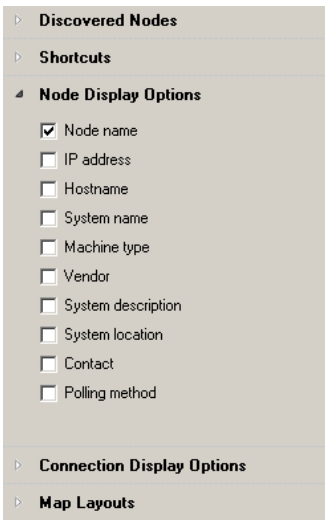 Discovered Nodes
Shortcuts
Node Display Options
Node name
IP address
Hostname
System name
Machine type
Vendor
System description
System location
Contact
Polling method
Connection Display Options
Map Layouts